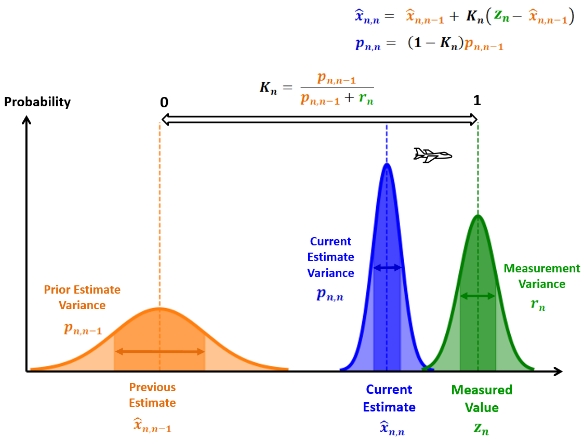 x̂n,n = x̂n,n−1 + Kn(zn − x̂n,n−1)
pn,n = (1 − Kn)pn,n−1
Kn = pn,n−1 / (pn,n−1 + rn)
Probability
0
1
Current
Estimate
Variance
pn,n
Measurement
Variance
rn
Prior Estimate
Variance
pn,n−1
Previous
Estimate
x̂n,n−1
Current
Estimate
x̂n,n
Measured
Value
zn